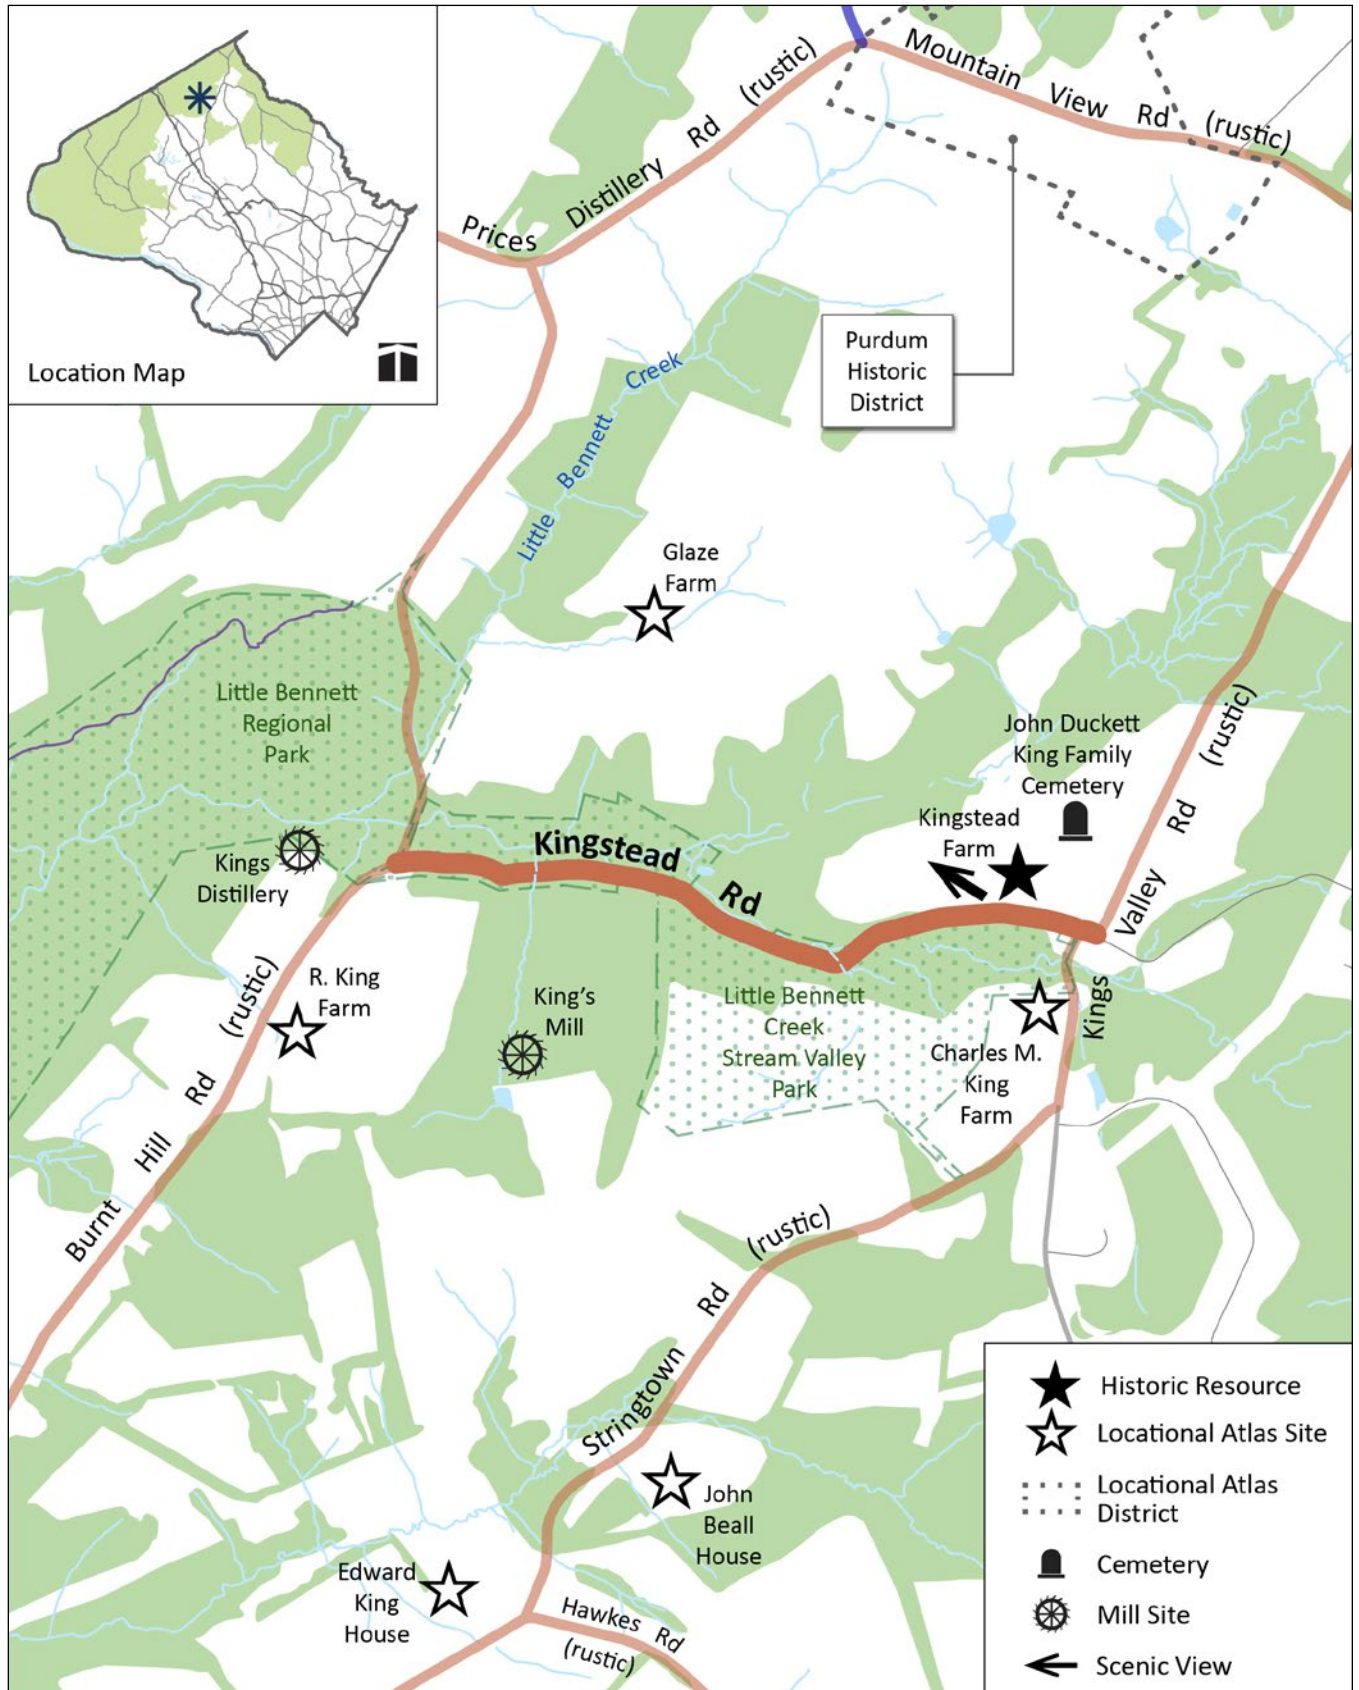 Location Map
Mountain View Rd (rustic)
Prices Distillery Rd (rustic)
Purdum
Historic
District
Little Bennett Creek
Glaze
Farm
Little Bennett
Regional
Park
John Duckett
King Family
Cemetery
Kingstead
Farm
Kings
Distillery
Kingstead Rd
Kings Valley Rd (rustic)
R. King
Farm
King's
Mill
Little Bennett
Creek
Stream Valley
Park
Charles M.
King
Farm
Burnt Hill Rd (rustic)
Stringtown Rd (rustic)
John
Beall
House
Edward
King
House
Hawkes Rd
(rustic)
Historic Resource
Locational Atlas Site
Locational Atlas
District
Cemetery
Mill Site
Scenic View